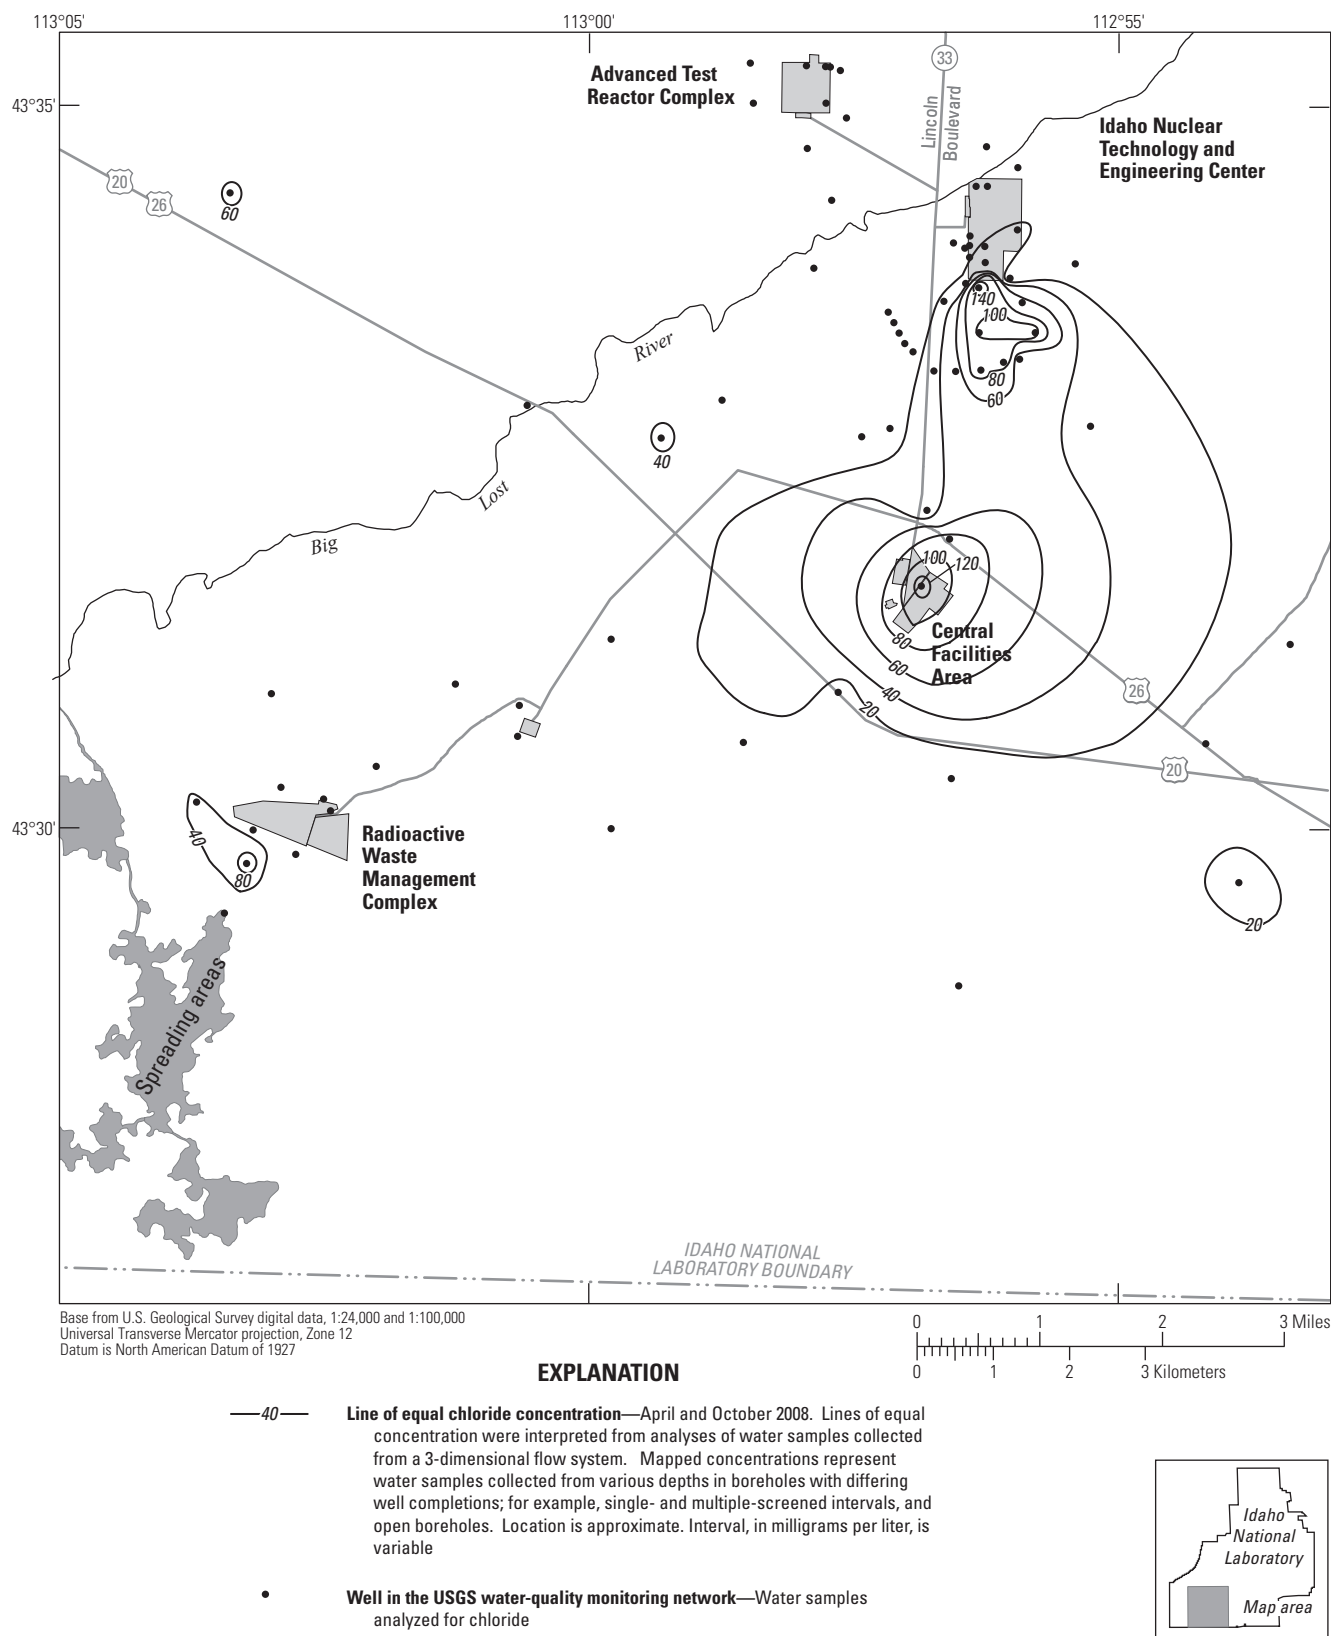 113°05'
113°00'
112°55'
43°35'
Advanced Test
Reactor Complex
33
Lincoln
Boulevard
Idaho Nuclear
Technology and
Engineering Center
20
26
60
140
100
80
60
River
40
Lost
Big
100
120
Central
Facilities
Area
80
60
40
20
26
20
43°30'
40
80
Radioactive
Waste
Management
Complex
20
Spreading areas
IDAHO NATIONAL
LABORATORY BOUNDARY
Base from U.S. Geological Survey digital data, 1:24,000 and 1:100,000
Universal Transverse Mercator projection, Zone 12
Datum is North American Datum of 1927
0 1 2 3 Miles
0 1 2 3 Kilometers
EXPLANATION
40
Line of equal chloride concentration—April and October 2008. Lines of equal
concentration were interpreted from analyses of water samples collected
from a 3-dimensional flow system. Mapped concentrations represent
water samples collected from various depths in boreholes with differing
well completions; for example, single- and multiple-screened intervals, and
open boreholes. Location is approximate. Interval, in milligrams per liter, is
variable
Well in the USGS water-quality monitoring network—Water samples
analyzed for chloride
Idaho
National
Laboratory
Map area